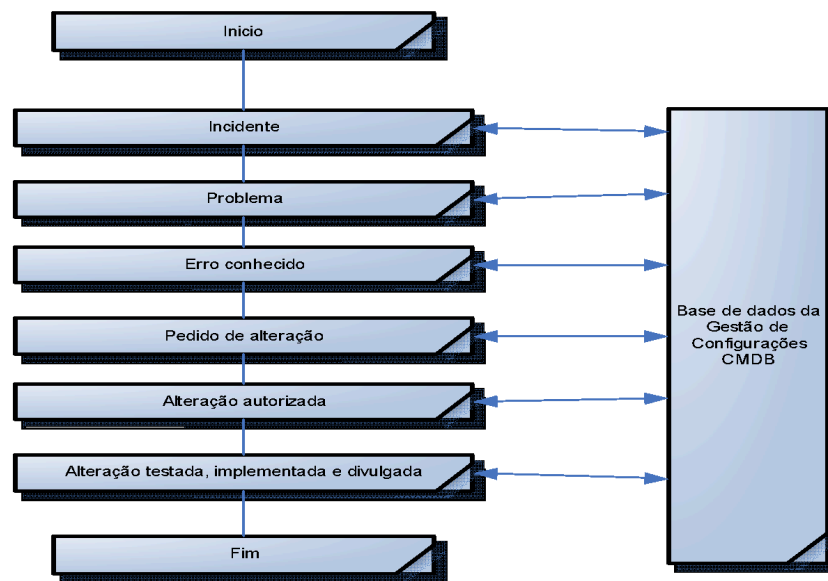 Inicio
Incidente
Problema
Erro conhecido
Pedido de alteração
Alteração autorizada
Alteração testada, implementada e divulgada
Fim
Base de dados da
Gestão de
Configurações
CMDB